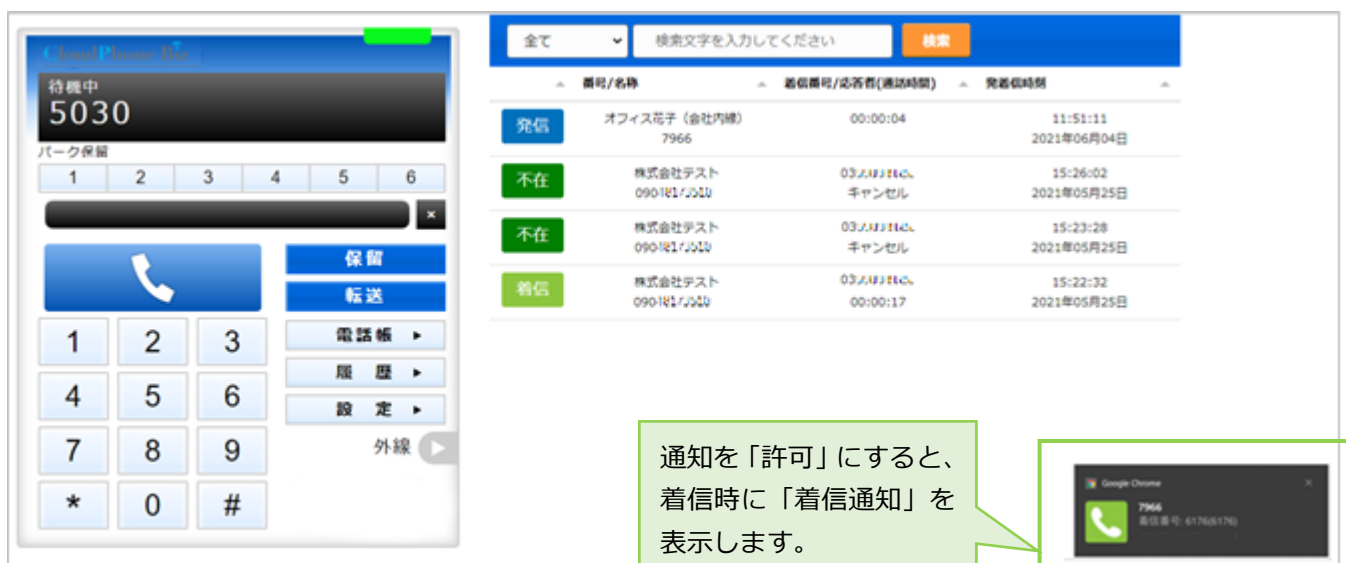 CloudPhone Biz
待機中
5030
パーク保留
1 2 3 4 5 6
×
保留
転送
電話帳 ▶
履 歴 ▶
設 定 ▶
外線
1 2 3
4 5 6
7 8 9
* 0 #
全て 検索文字を入力してください 検索
番号/名称 着信番号/応答者(通話時間) 発着信時刻
発信 オフィス花子（会社内線） 00:00:04 11:51:11
7966 2021年06月04日
不在 株式会社テスト 15:26:02
キャンセル 2021年05月25日
不在 株式会社テスト 15:23:28
キャンセル 2021年05月25日
着信 株式会社テスト 15:22:32
00:00:17 2021年05月25日
通知を「許可」にすると、
着信時に「着信通知」を
表示します。
Google Chrome ×
7966
着信番号: 6176(6176)